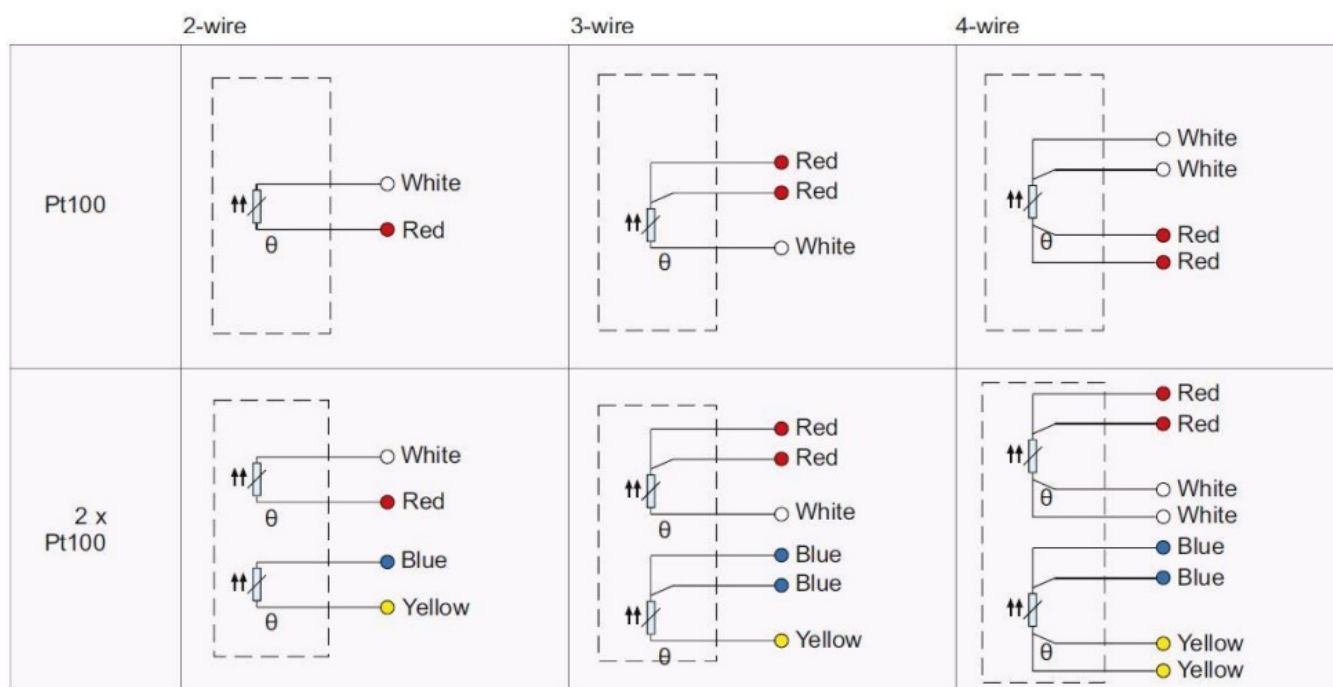 2-wire
3-wire
4-wire
Pt100
White
Red
θ
Red
Red
White
θ
White
White
Red
Red
θ
2 x
Pt100
White
Red
θ
Blue
Yellow
θ
Red
Red
White
θ
Blue
Blue
Yellow
θ
Red
Red
White
White
θ
Blue
Blue
Yellow
Yellow
θ